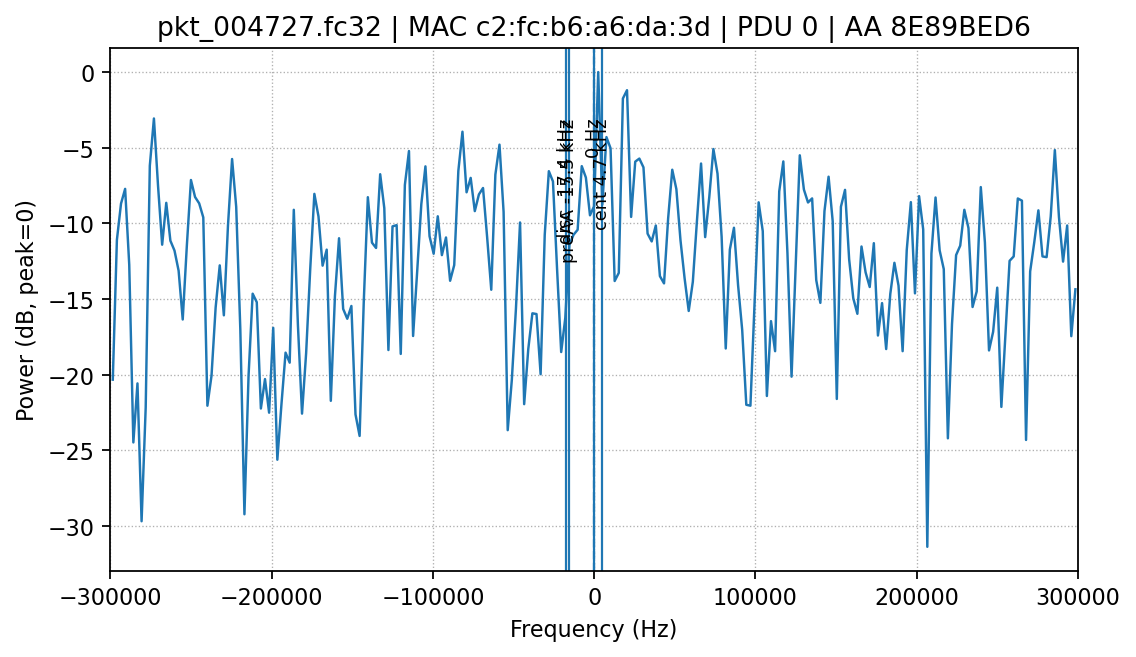 pkt_004727.fc32 | MAC c2:fc:b6:a6:da:3d | PDU 0 | AA 8E89BED6
Power (dB, peak=0)
0
−5
−10
−15
−20
−25
−30
0 Hz
cent 4.7 kHz
−300000
−200000
−100000
0
100000
200000
300000
Frequency (Hz)